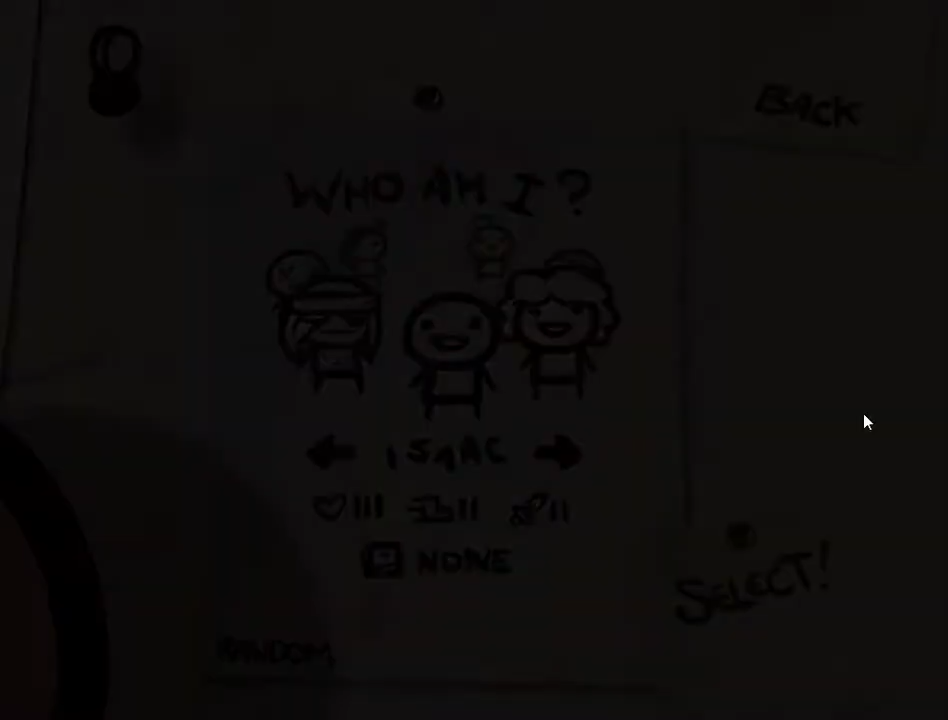 BACK
WHO AM I?
ISAAC
NONE
SELECT!
RANDOM